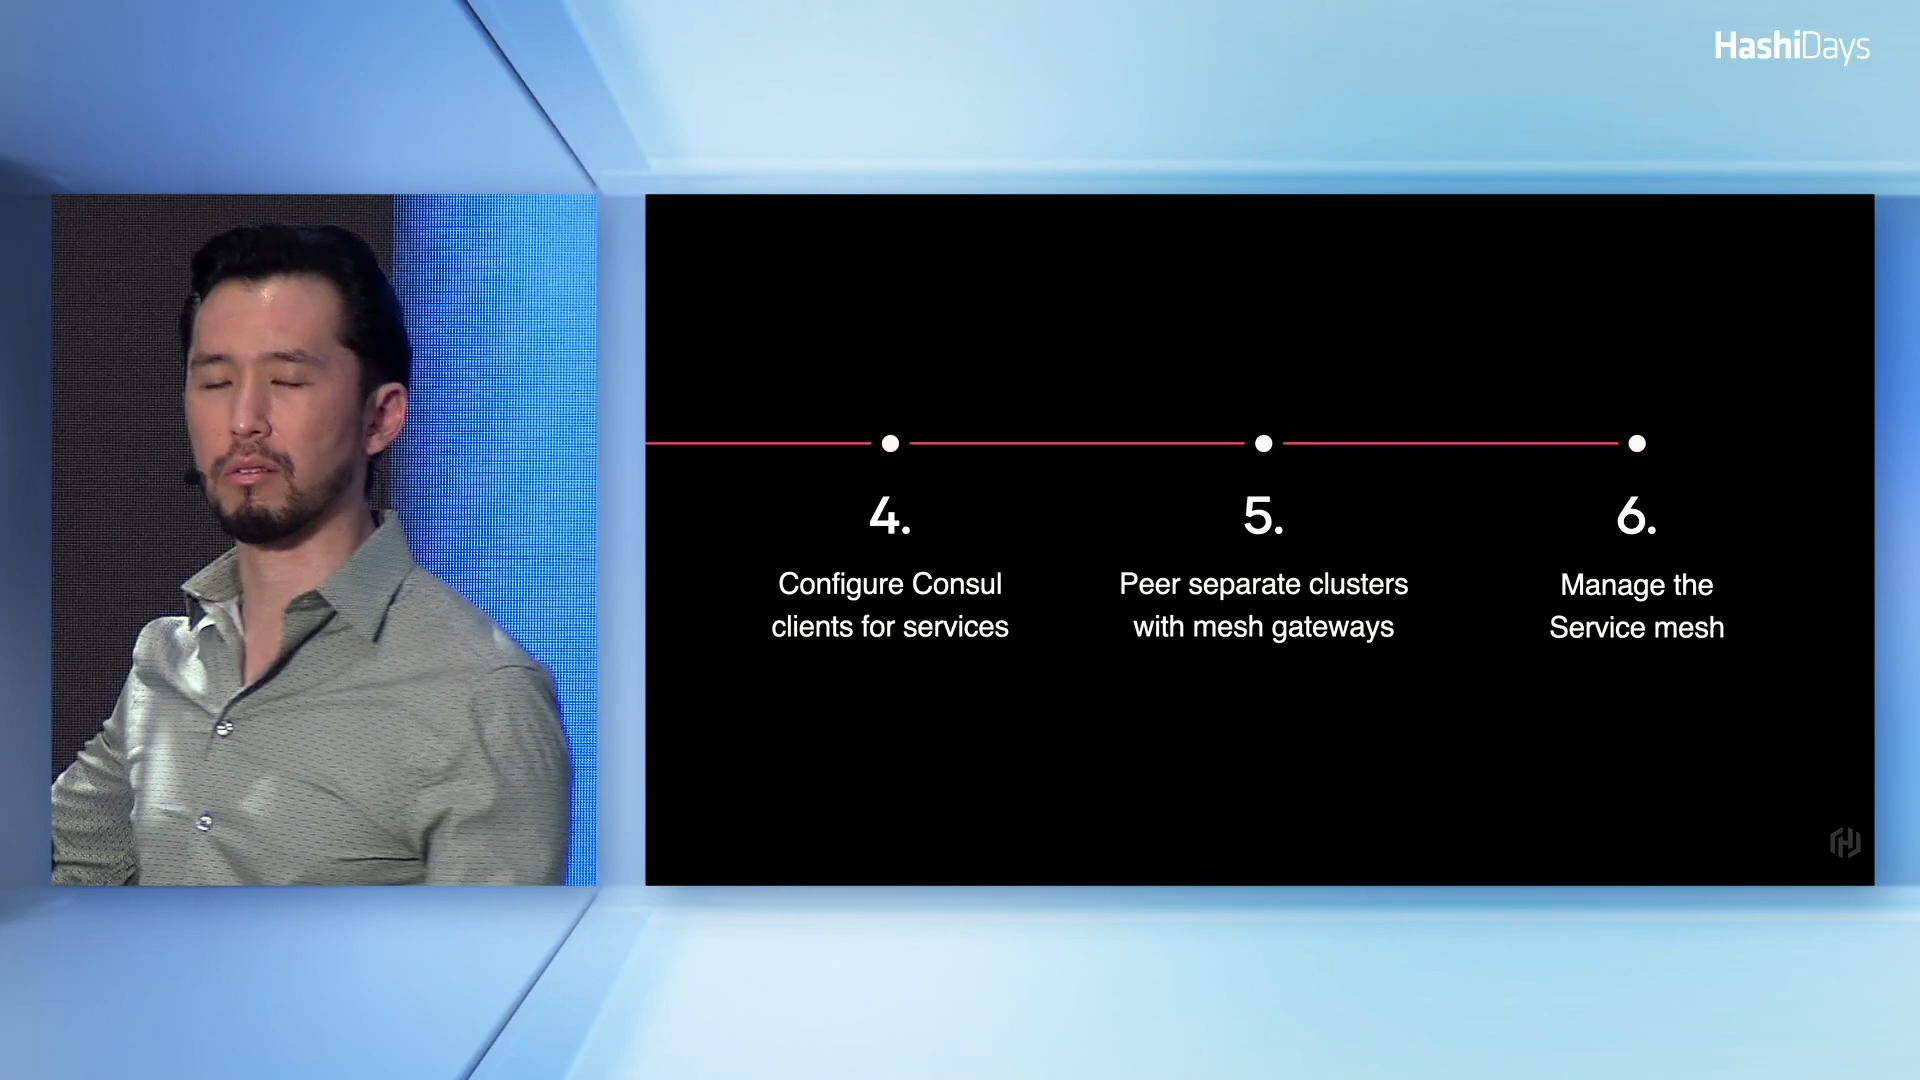 HashiDays
4.
Configure Consul
clients for services
5.
Peer separate clusters
with mesh gateways
6.
Manage the
Service mesh